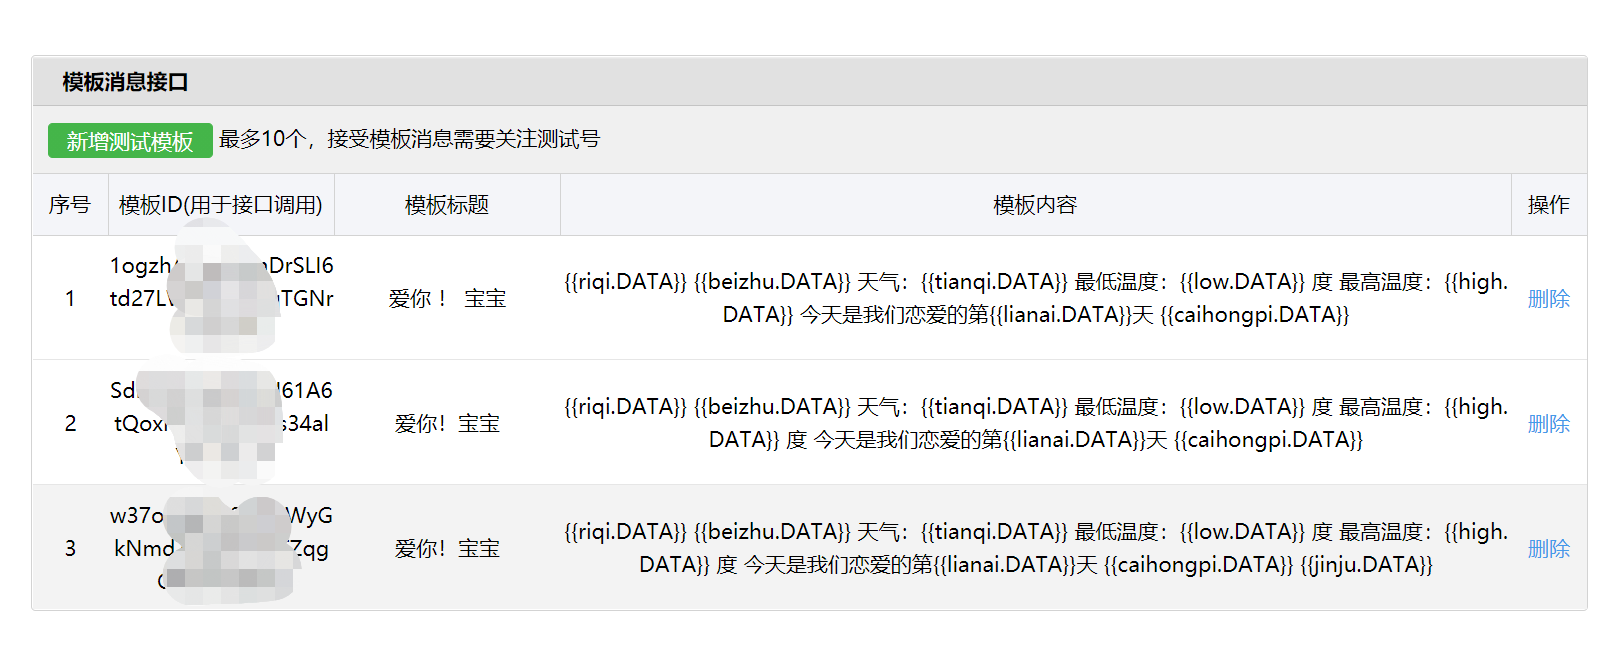 模板消息接口
新增测试模板 最多10个，接受模板消息需要关注测试号
序号 模板ID(用于接口调用) 模板标题 模板内容 操作
1ogzh DrSLI6
td27L TGNr
1 爱你 ！ 宝宝
{{riqi.DATA}} {{beizhu.DATA}} 天气：{{tianqi.DATA}} 最低温度：{{low.DATA}} 度 最高温度：{{high.
DATA}} 今天是我们恋爱的第{{lianai.DATA}}天 {{caihongpi.DATA}}
删除
Sd 61A6
tQox s34al
2 爱你！宝宝
{{riqi.DATA}} {{beizhu.DATA}} 天气：{{tianqi.DATA}} 最低温度：{{low.DATA}} 度 最高温度：{{high.
DATA}} 度 今天是我们恋爱的第{{lianai.DATA}}天 {{caihongpi.DATA}}
删除
w37o WyG
kNmd Zqg
3 爱你！宝宝
{{riqi.DATA}} {{beizhu.DATA}} 天气：{{tianqi.DATA}} 最低温度：{{low.DATA}} 度 最高温度：{{high.
DATA}} 度 今天是我们恋爱的第{{lianai.DATA}}天 {{caihongpi.DATA}} {{jinju.DATA}}
删除